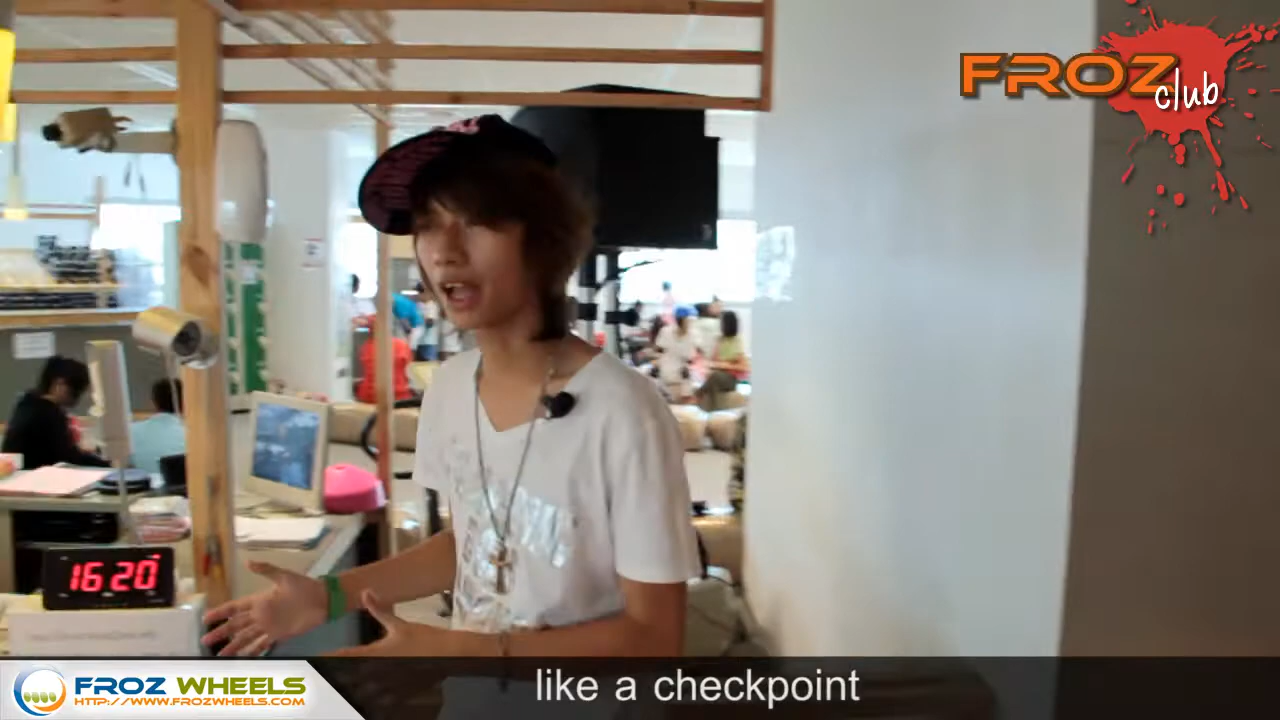 FROZ
club
16 20
FROZ WHEELS
HTTP://WWW.FROZWHEELS.COM
like a checkpoint